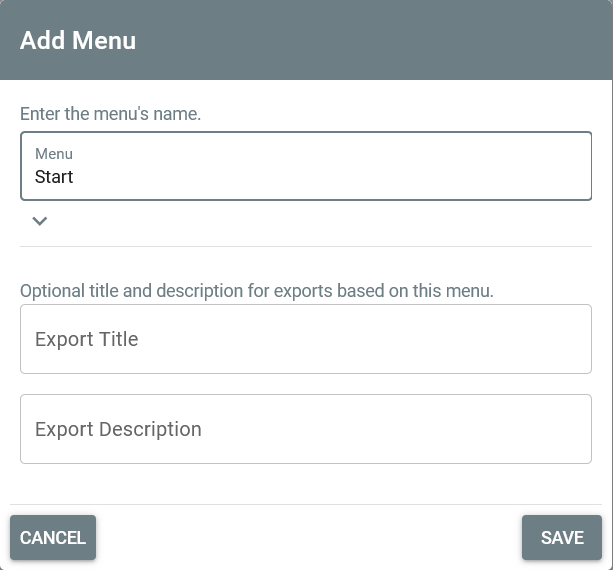 Add Menu
Enter the menu's name.
Menu
Start
Optional title and description for exports based on this menu.
Export Title
Export Description
CANCEL
SAVE